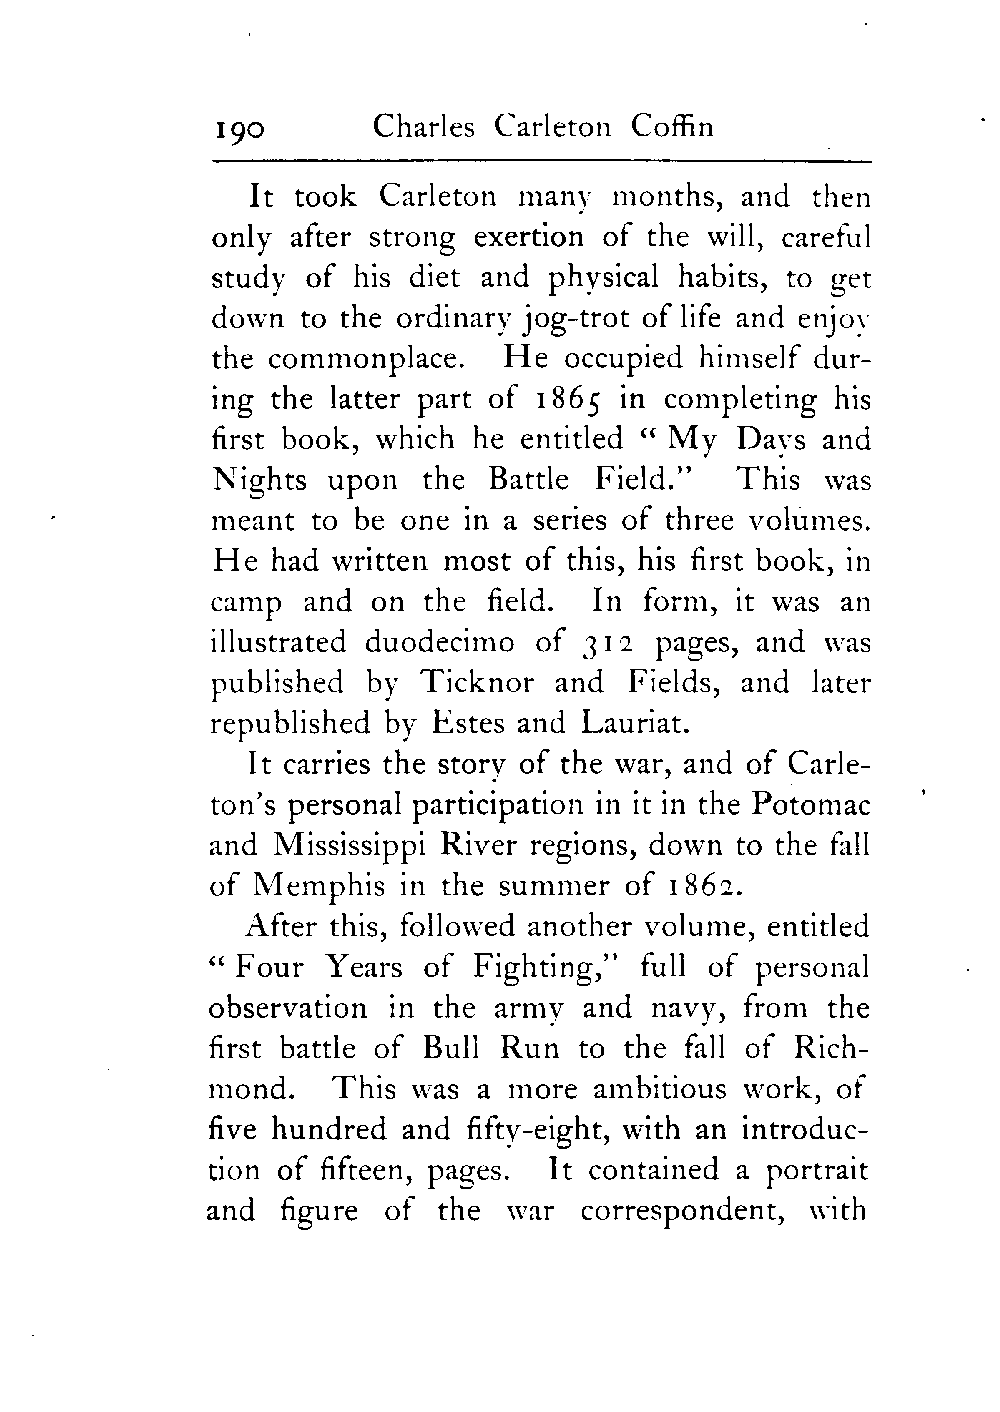 190 Charles Carleton Coffin
It took Carleton many months, and then
only after strong exertion of the will, careful
study of his diet and physical habits, to get
down to the ordinary jog-trot of life and enjoy
the commonplace. He occupied himself dur-
ing the latter part of 1865 in completing his
first book, which he entitled “ My Days and
Nights upon the Battle Field.” This was
meant to be one in a series of three volumes.
He had written most of this, his first book, in
camp and on the field. In form, it was an
illustrated duodecimo of 312 pages, and was
published by Ticknor and Fields, and later
republished by Estes and Lauriat.
It carries the story of the war, and of Carle-
ton’s personal participation in it in the Potomac
and Mississippi River regions, down to the fall
of Memphis in the summer of 1862.
After this, followed another volume, entitled
“ Four Years of Fighting,” full of personal
observation in the army and navy, from the
first battle of Bull Run to the fall of Rich-
mond. This was a more ambitious work, of
five hundred and fifty-eight, with an introduc-
tion of fifteen, pages. It contained a portrait
and figure of the war correspondent, with